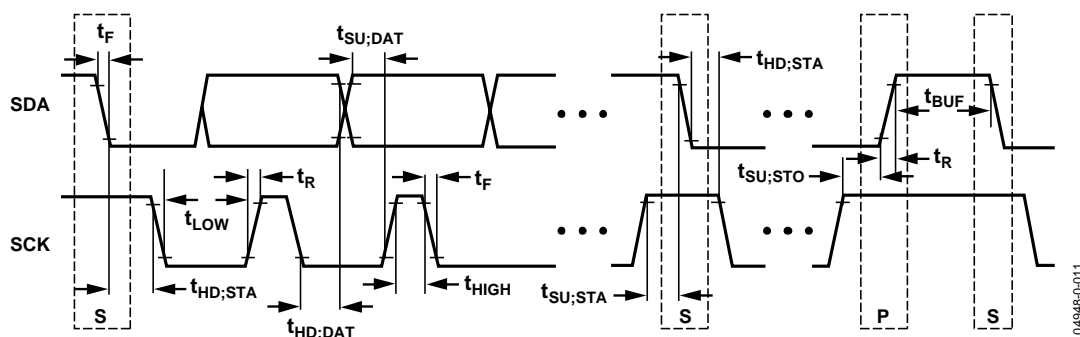 tF
tSU;DAT
tHD;STA
SDA
tBUF
tR
tF
tSU;STO
tR
tLOW
SCK
tHD;STA
tHIGH
tSU;STA
tHD;DAT
S
S
P
S
04948-0-011